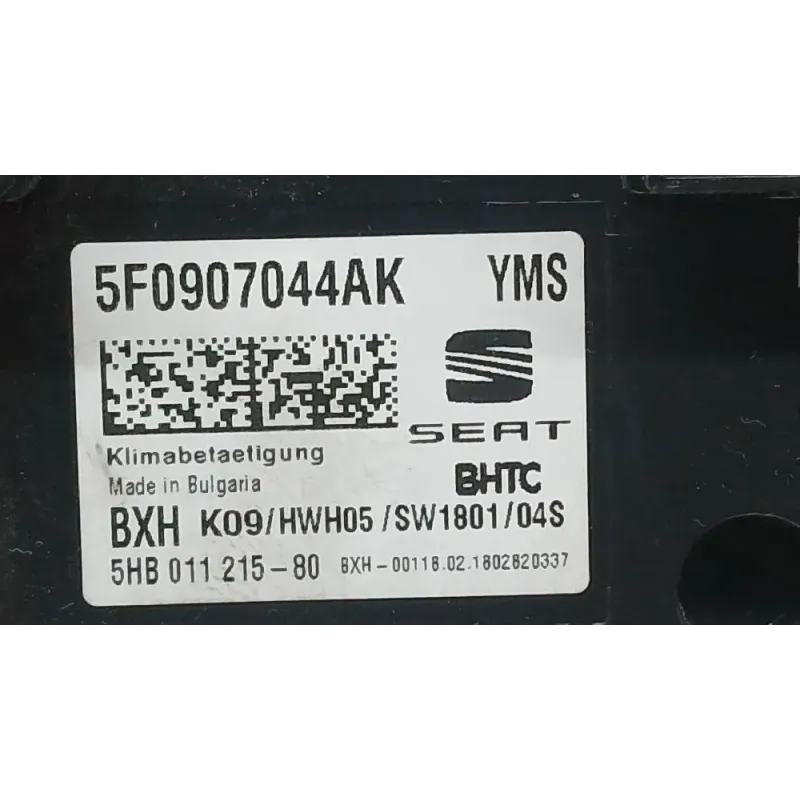 5F0907044AK YMS
SEAT
Klimabetaetigung
Made in Bulgaria BHTC
BXH K09/HWH05/SW1801/04S
5HB 011 215-80 BXH-00118.02.1802820337